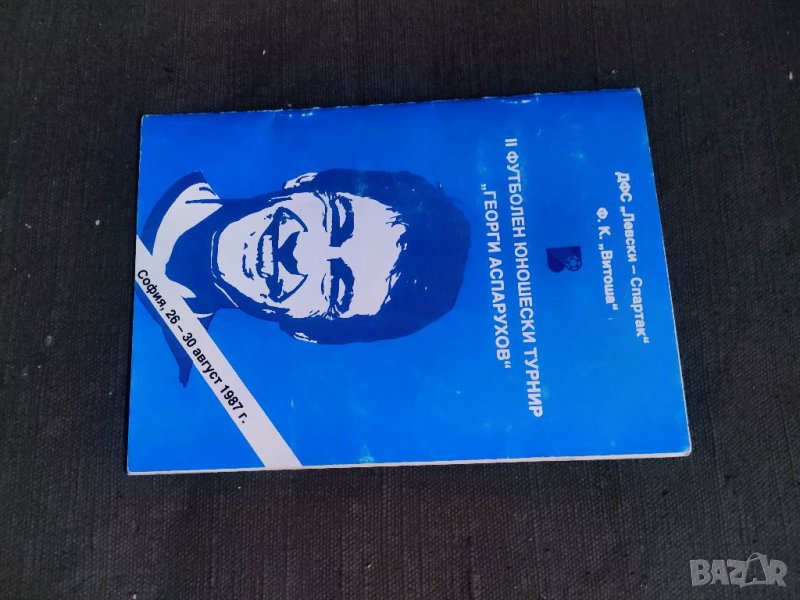 ДФС „Левски – Спартак“
Ф. К. „Витоша“
II ФУТБОЛЕН ЮНОШЕСКИ ТУРНИР
„ГЕОРГИ АСПАРУХОВ“
София, 26 – 30 август 1987 г.
BAZAR